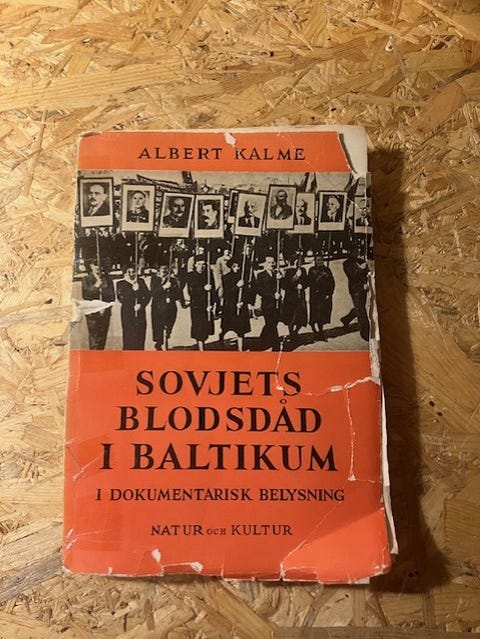 ALBERT KALME
SOVJETS
BLODSDÅD
I BALTIKUM
I DOKUMENTARISK BELYSNING
NATUR OCH KULTUR